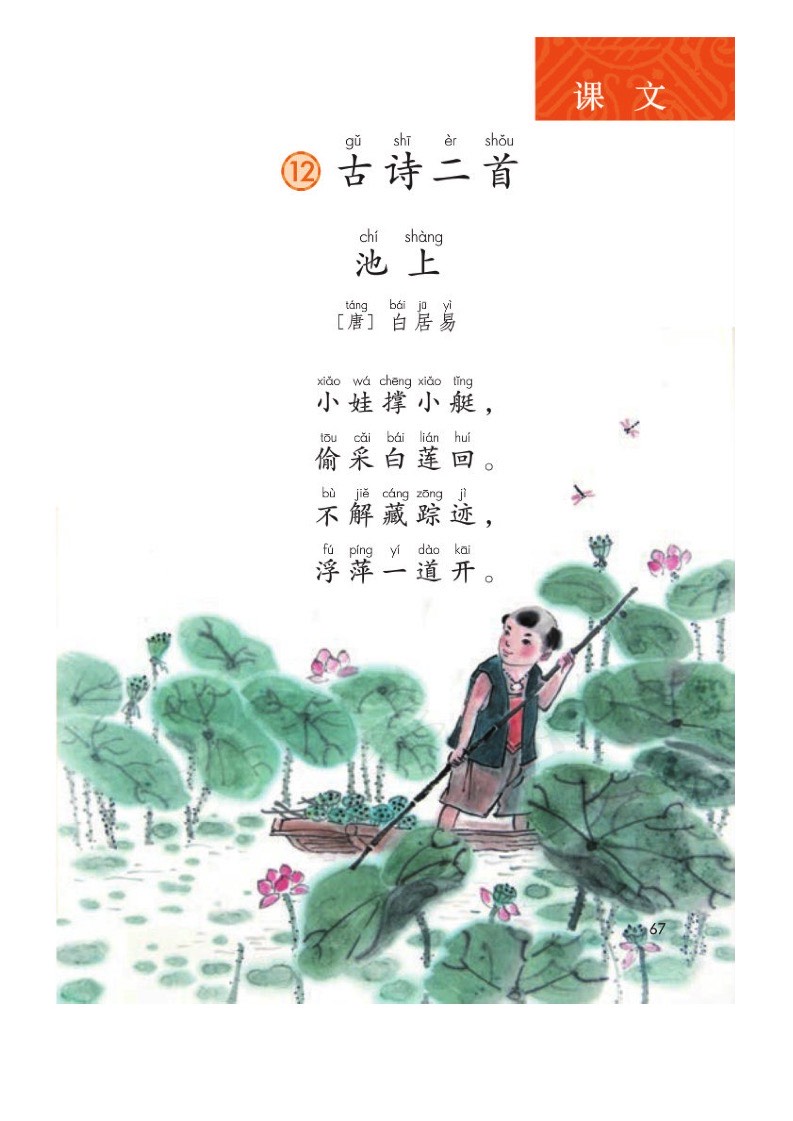 课 文
gǔ shī èr shǒu
12 古诗二首
chí shàng
池上
táng bái jū yì
[唐] 白居易
xiǎo wá chēng xiǎo tǐng
小娃撑小艇，
tōu cǎi bái lián huí
偷采白莲回。
bù jiě cáng zōng jì
不解藏踪迹，
fú píng yí dào kāi
浮萍一道开。
67